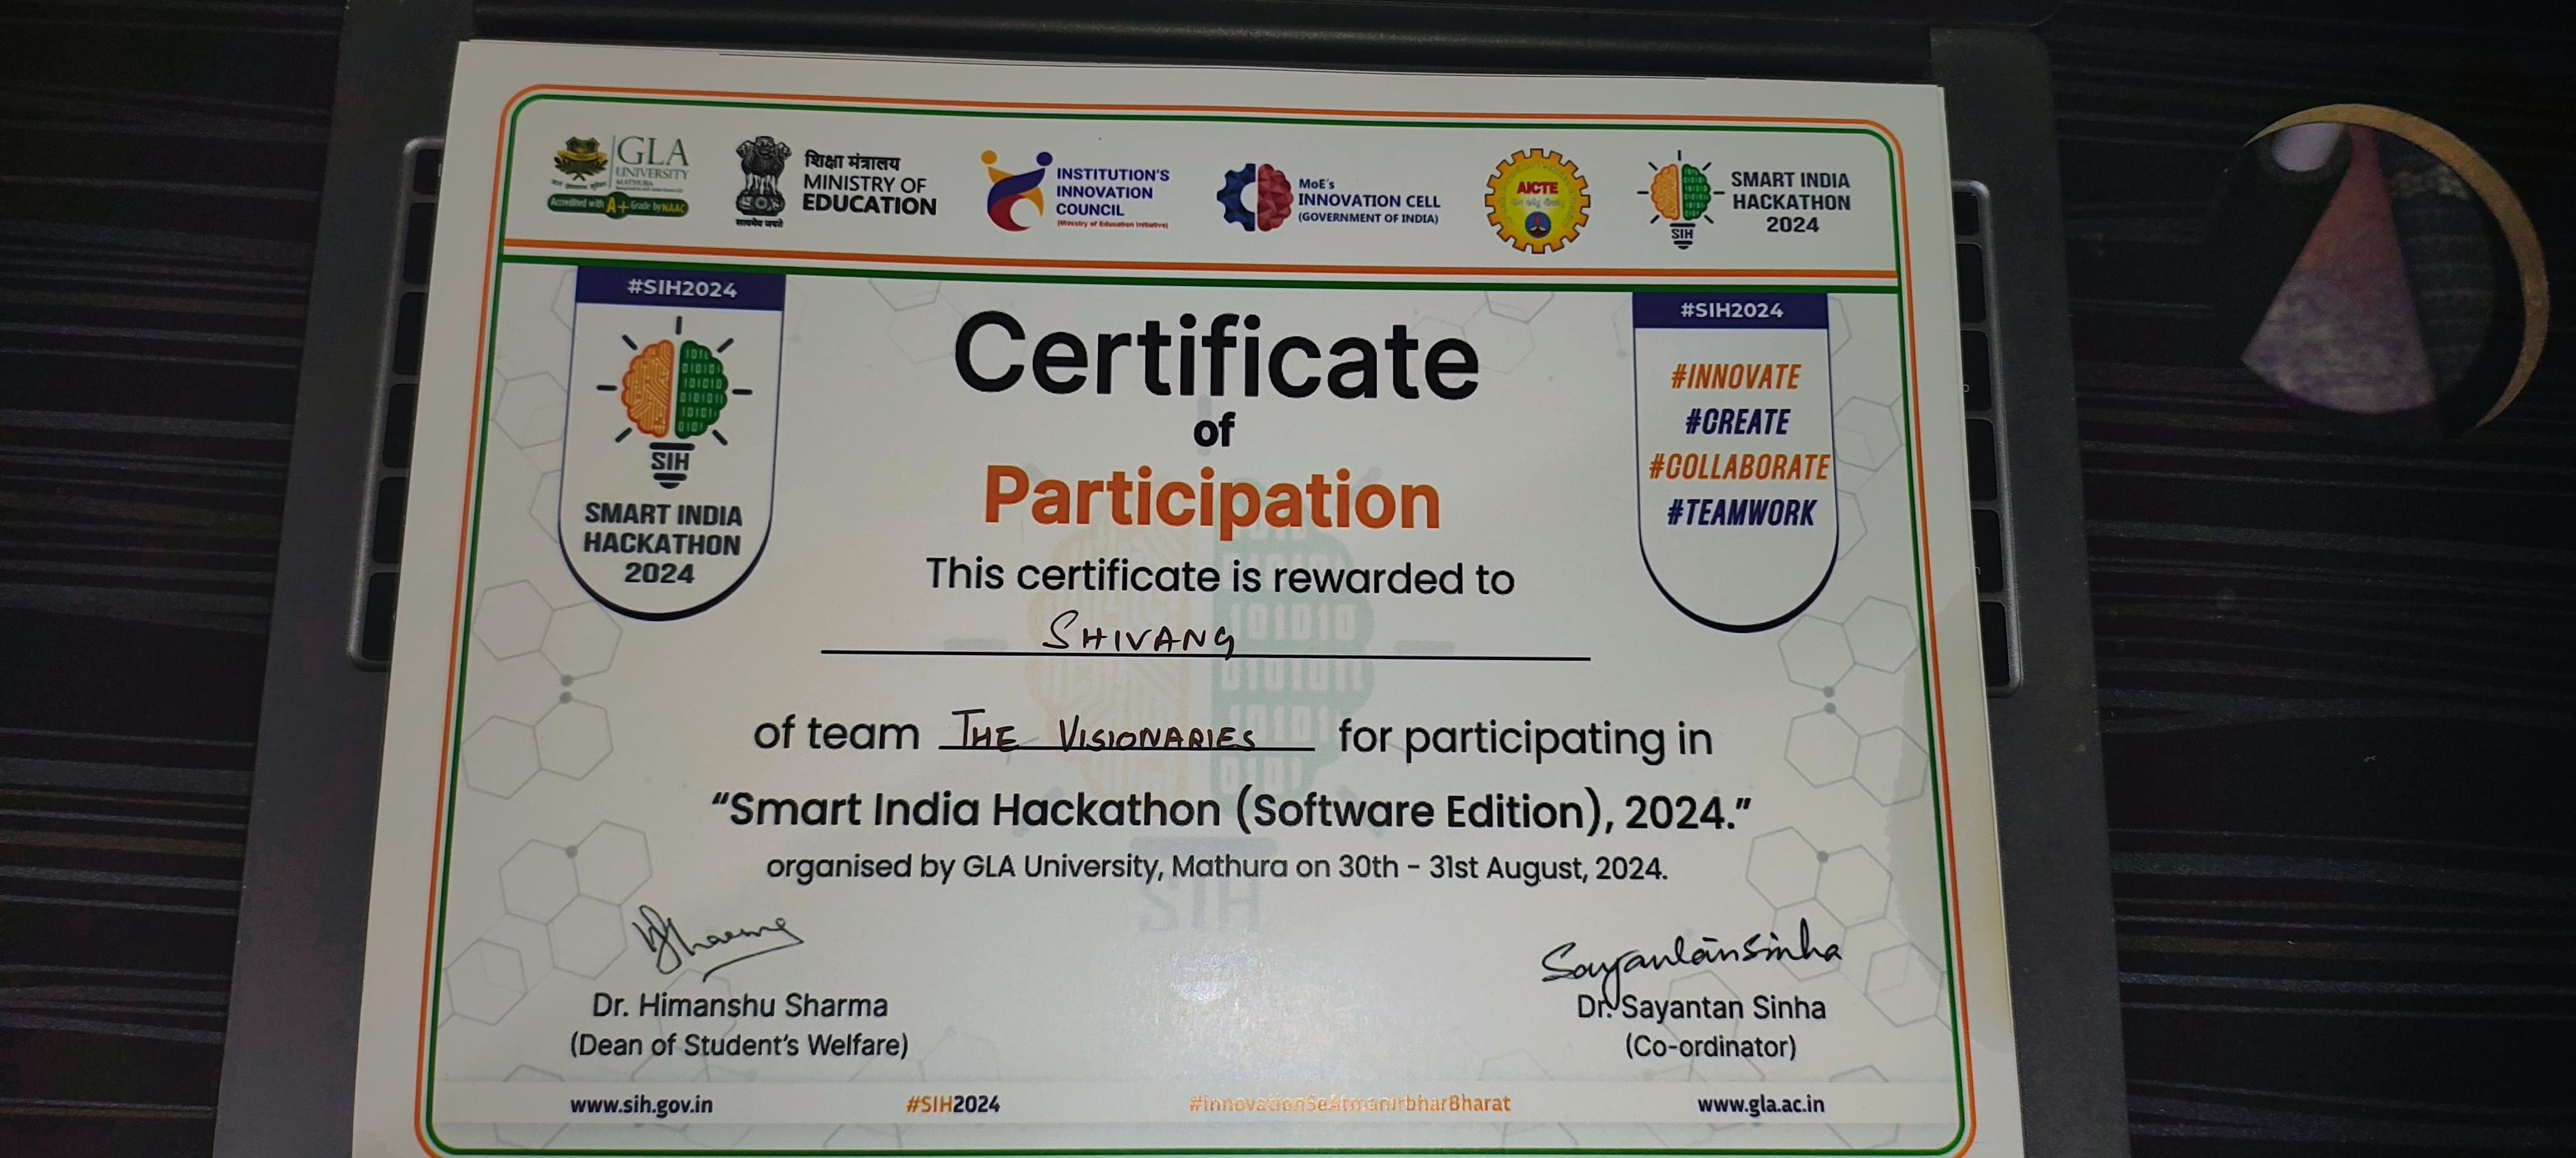 GLA
UNIVERSITY
MATHURA
Accredited with A+ Grade by NAAC
शिक्षा मंत्रालय
MINISTRY OF
EDUCATION
सत्यमेव जयते
INSTITUTION'S
INNOVATION
COUNCIL
(Ministry of Education Initiative)
MoE's
INNOVATION CELL
(GOVERNMENT OF INDIA)
AICTE
SIH
SMART INDIA
HACKATHON
2024
#SIH2024
SIH
SMART INDIA
HACKATHON
2024
Certificate
of
Participation
#SIH2024
#INNOVATE
#CREATE
#COLLABORATE
#TEAMWORK
This certificate is rewarded to
SHIVANG
of team THE VISIONARIES for participating in
“Smart India Hackathon (Software Edition), 2024.”
organised by GLA University, Mathura on 30th - 31st August, 2024.
Sayantan Sinha
Dr. Himanshu Sharma
(Dean of Student's Welfare)
Dr. Sayantan Sinha
(Co-ordinator)
www.sih.gov.in
#SIH2024
#InnovationSeAtmanirbharBharat
www.gla.ac.in